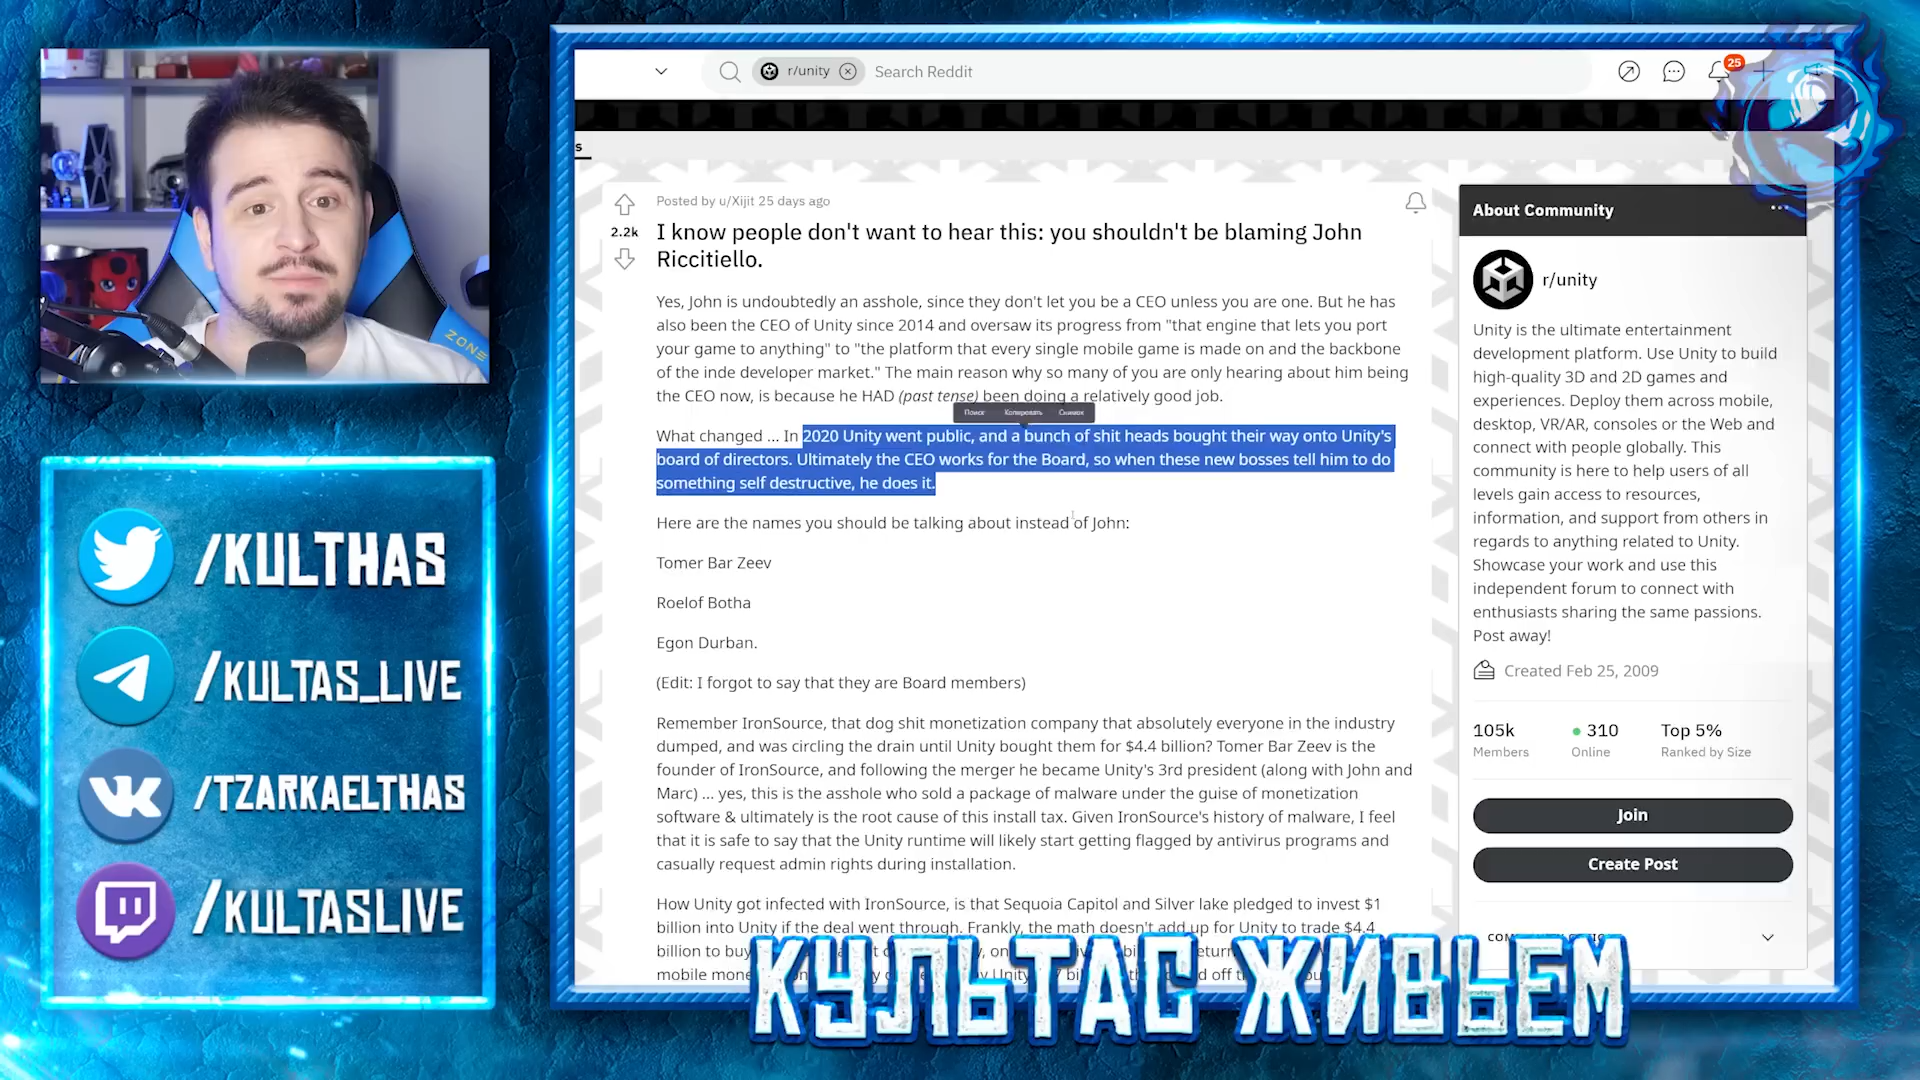 r/unity
Search Reddit
25
s
Posted by u/Xijit 25 days ago
2.2k
I know people don't want to hear this: you shouldn't be blaming John
Riccitiello.
Yes, John is undoubtedly an asshole, since they don't let you be a CEO unless you are one. But he has
also been the CEO of Unity since 2014 and oversaw its progress from "that engine that lets you port
your game to anything" to "the platform that every single mobile game is made on and the backbone
of the inde developer market." The main reason why so many of you are only hearing about him being
the CEO now, is because he HAD (past tense) been doing a relatively good job.
Поиск Копировать Снимок
What changed ... In 2020 Unity went public, and a bunch of shit heads bought their way onto Unity's
board of directors. Ultimately the CEO works for the Board, so when these new bosses tell him to do
something self destructive, he does it.
Here are the names you should be talking about instead of John:
Tomer Bar Zeev
Roelof Botha
Egon Durban.
(Edit: I forgot to say that they are Board members)
Remember IronSource, that dog shit monetization company that absolutely everyone in the industry
dumped, and was circling the drain until Unity bought them for $4.4 billion? Tomer Bar Zeev is the
founder of IronSource, and following the merger he became Unity's 3rd president (along with John and
Marc) ... yes, this is the asshole who sold a package of malware under the guise of monetization
software & ultimately is the root cause of this install tax. Given IronSource's history of malware, I feel
that it is safe to say that the Unity runtime will likely start getting flagged by antivirus programs and
casually request admin rights during installation.
How Unity got infected with IronSource, is that Sequoia Capitol and Silver lake pledged to invest $1
billion into Unity if the deal went through. Frankly, the math doesn't add up for Unity to trade $4.4
billion to buy
mobile
About Community
r/unity
Unity is the ultimate entertainment
development platform. Use Unity to build
high-quality 3D and 2D games and
experiences. Deploy them across mobile,
desktop, VR/AR, consoles or the Web and
connect with people globally. This
community is here to help users of all
levels gain access to resources,
information, and support from others in
regards to anything related to Unity.
Showcase your work and use this
independent forum to connect with
enthusiasts sharing the same passions.
Post away!
Created Feb 25, 2009
105k 310 Top 5%
Members Online Ranked by Size
Join
Create Post
ZONE
/KULTHAS
/KULTAS_LIVE
/TZARKAELTHAS
/KULTASLIVE
КУЛЬТАС ЖИВЬЕМ